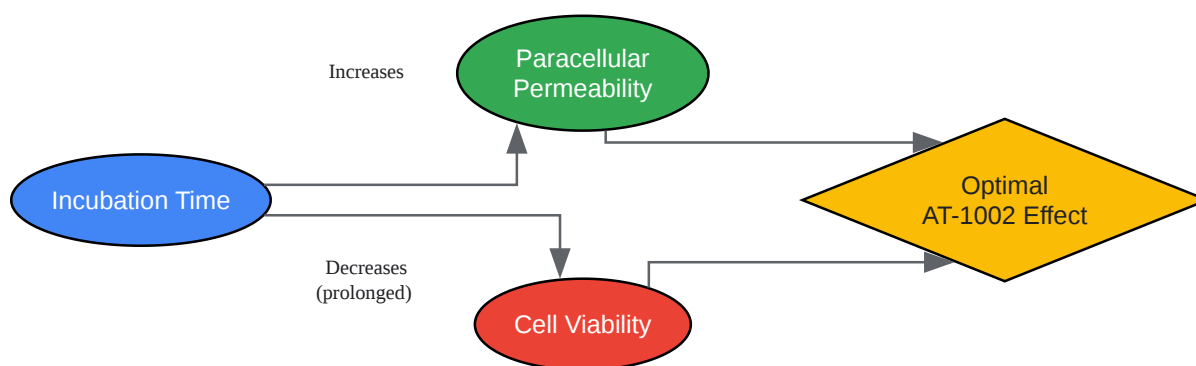 Paracellular
Permeability
Increases
Incubation Time
Optimal
AT-1002 Effect
Decreases
(prolonged)
Cell Viability